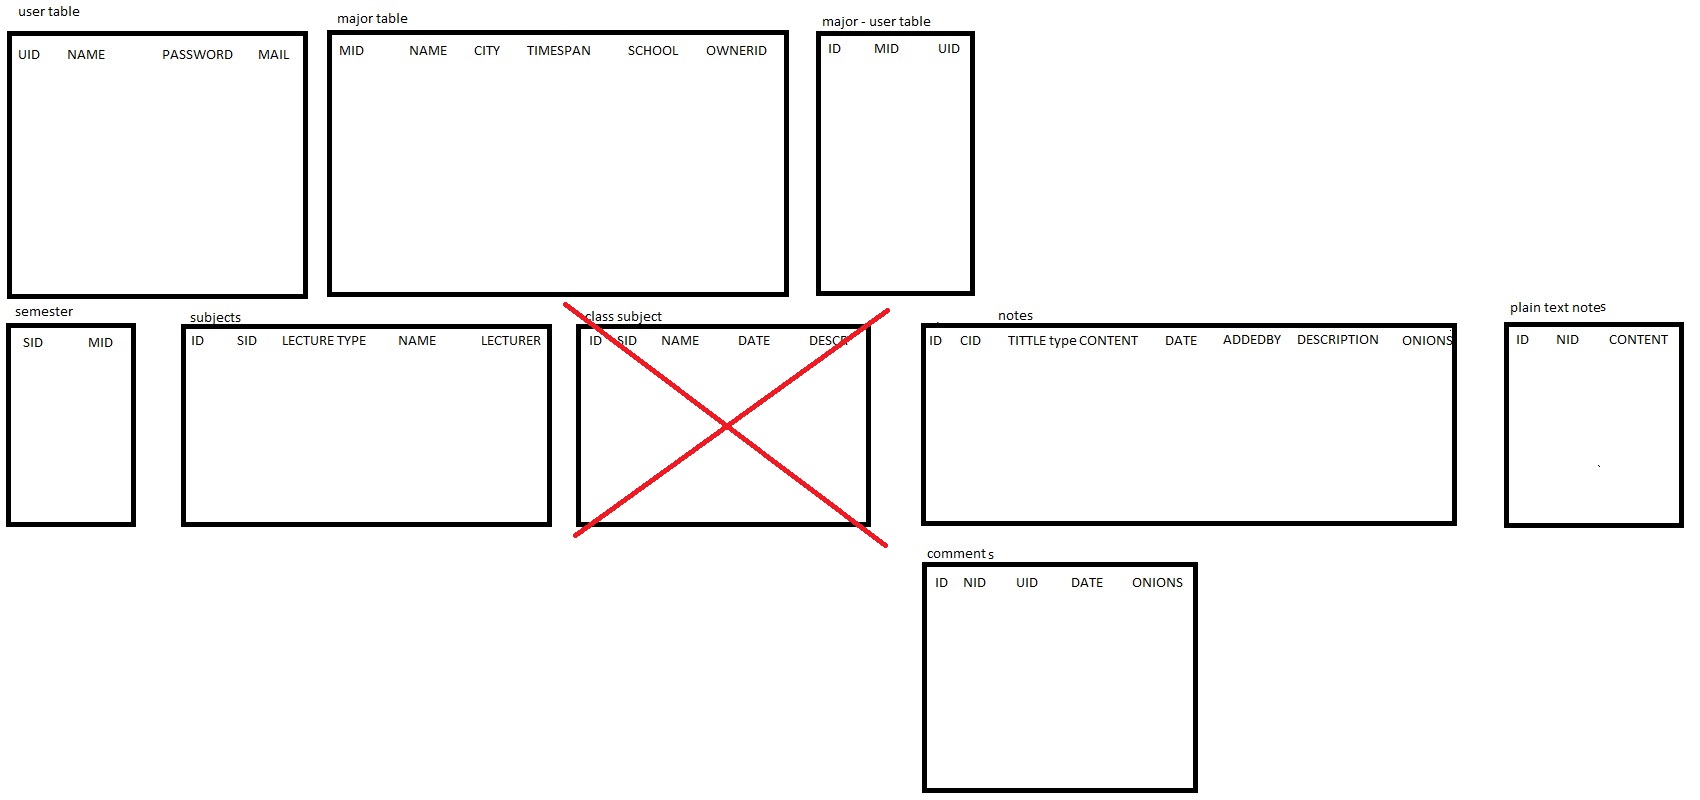 user table
UID NAME PASSWORD MAIL
major table
MID NAME CITY TIMESPAN SCHOOL OWNERID
major - user table
ID MID UID
semester
SID MID
subjects
ID SID LECTURE TYPE NAME LECTURER
class subject
ID SID NAME DATE DESCR
notes
ID CID TITTLE type CONTENT DATE ADDEDBY DESCRIPTION ONIONS
plain text notes
ID NID CONTENT
comments
ID NID UID DATE ONIONS